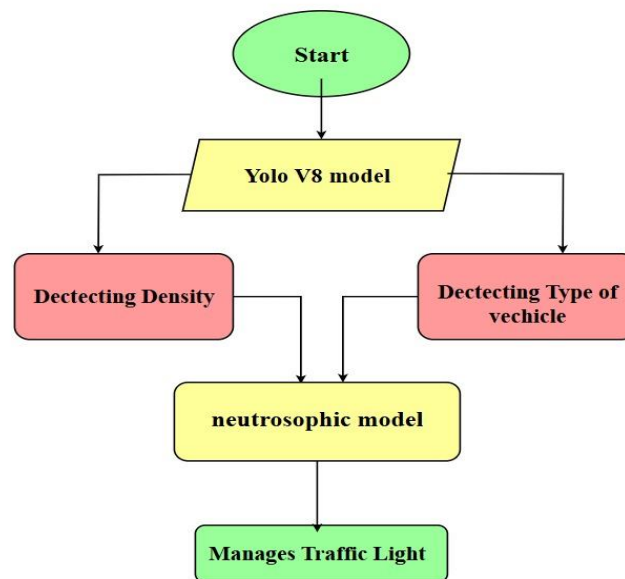 Start
Yolo V8 model
Dectecting Density
Dectecting Type of
vechicle
neutrosophic model
Manages Traffic Light